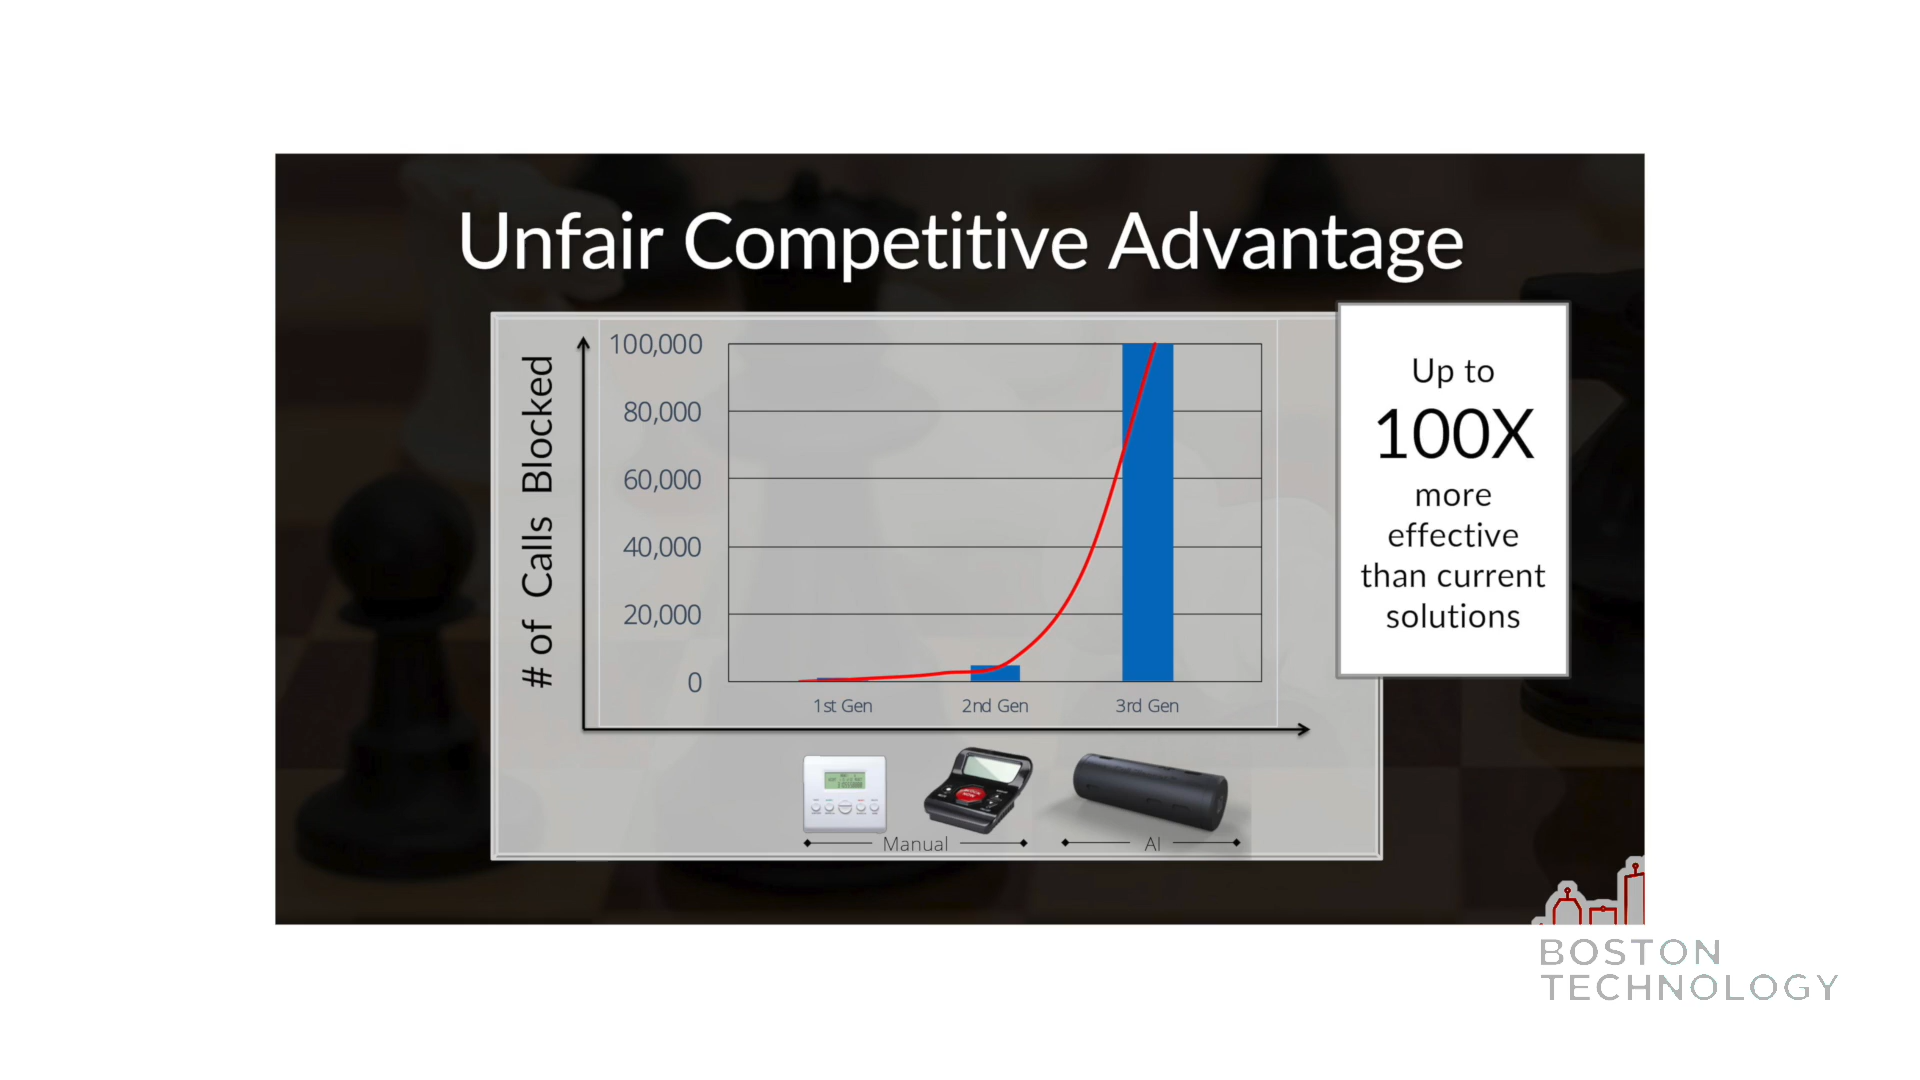 Unfair Competitive Advantage
# of Calls Blocked
100,000
80,000
60,000
40,000
20,000
0
1st Gen
2nd Gen
3rd Gen
Manual
AI
Up to
100X
more
effective
than current
solutions
BOSTON
TECHNOLOGY